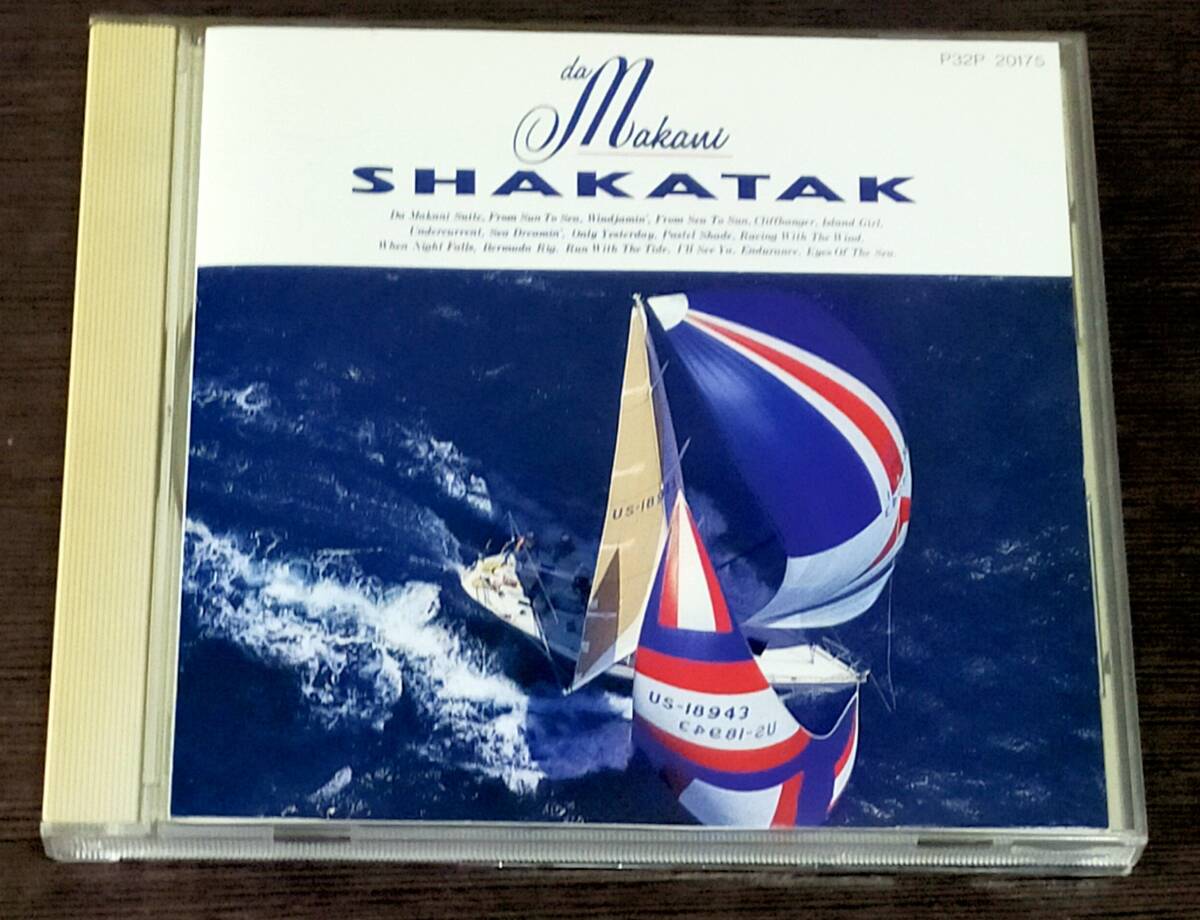 P32P 20175
da Makani
SHAKATAK
Da Makani Suite, From Sun To Sea, Windjamin', From Sea To Sun, Cliffhanger, Island Girl,
Undercurrent, Sea Dreamin', Only Yesterday, Pastel Shade, Racing With The Wind,
When Night Falls, Bermuda Rig, Run With The Tide, I'll See Ya, Endurance, Eyes Of The Sea.
US-189
US-18943
US-18943